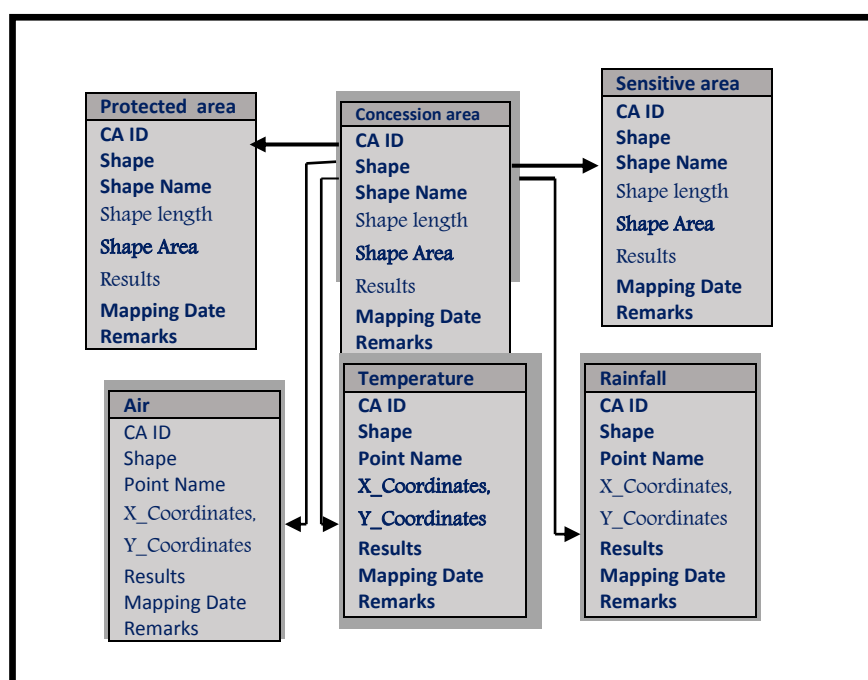 Protected area
CA ID
Shape
Shape Name
Shape length
Shape Area
Results
Mapping Date
Remarks
Concession area
CA ID
Shape
Shape Name
Shape length
Shape Area
Results
Mapping Date
Remarks
Sensitive area
CA ID
Shape
Shape Name
Shape length
Shape Area
Results
Mapping Date
Remarks
Air
CA ID
Shape
Point Name
X_Coordinates,
Y_Coordinates
Results
Mapping Date
Remarks
Temperature
CA ID
Shape
Point Name
X_Coordinates,
Y_Coordinates
Results
Mapping Date
Remarks
Rainfall
CA ID
Shape
Point Name
X_Coordinates,
Y_Coordinates
Results
Mapping Date
Remarks